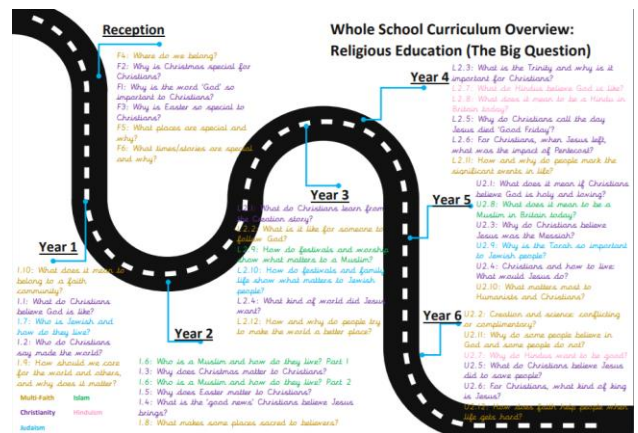 Whole School Curriculum Overview:
Religious Education (The Big Question)
Reception
F4: Where do we belong?
F2: Why is Christmas special for
Christians?
F1: Why is the word 'God' so
important to Christians?
F3: Why is Easter so special to
Christians?
F5: What places are special and
why?
F6: What times/stories are special
and why?
Year 1
1.10: What does it mean to
belong to a faith
community?
1.1: What do Christians
believe God is like?
1.7: Who is Jewish and
how do they live?
1.2: Who do Christians
say made the world?
1.9: How should we care
for the world and others,
and why does it matter?
Year 2
1.6: Who is a Muslim and how do they live? Part 1
1.3: Why does Christmas matter to Christians?
1.6: Who is a Muslim and how do they live? Part 2
1.5: Why does Easter matter to Christians?
1.4: What is the 'good news' Christians believe Jesus
brings?
1.8: What makes some places sacred to believers?
Year 3
What do Christians learn from
Creation story?
What is it like for someone to
follow God?
L2.9: How do festivals and worship
show what matters to a Muslim?
L2.10: How do festivals and family
life show what matters to Jewish
people?
L2.4: What kind of world did Jesus
want?
L2.12: How and why do people try
to make the world a better place?
Year 4
L2.3: What is the Trinity and why is it
important for Christians?
L2.7: What do Hindus believe God is like?
L2.8: What does it mean to be a Hindu in
Britain today?
L2.5: Why do Christians call the day
Jesus died 'Good Friday'?
L2.6: For Christians, when Jesus left,
what was the impact of Pentecost?
L2.11: How and why do people mark the
significant events in life?
Year 5
U2.1: What does it mean if Christians
believe God is holy and loving?
U2.8: What does it mean to be a
Muslim in Britain today?
U2.3: Why do Christians believe
Jesus was the Messiah?
U2.9: Why is the Torah so important
to Jewish people?
U2.4: Christians and how to live:
What would Jesus do?
U2.10: What matters most to
Humanists and Christians?
Year 6
U2.2: Creation and science: conflicting
or complimentary?
U2.11: Why do some people believe in
God and some people do not?
U2.7: Why do Hindus want to be good?
U2.5: What do Christians believe Jesus
did to save people?
U2.6: For Christians, what kind of king
is Jesus?
U2.12: How does faith help people when
life gets hard?
Multi-Faith Islam
Christianity Hinduism
Judaism